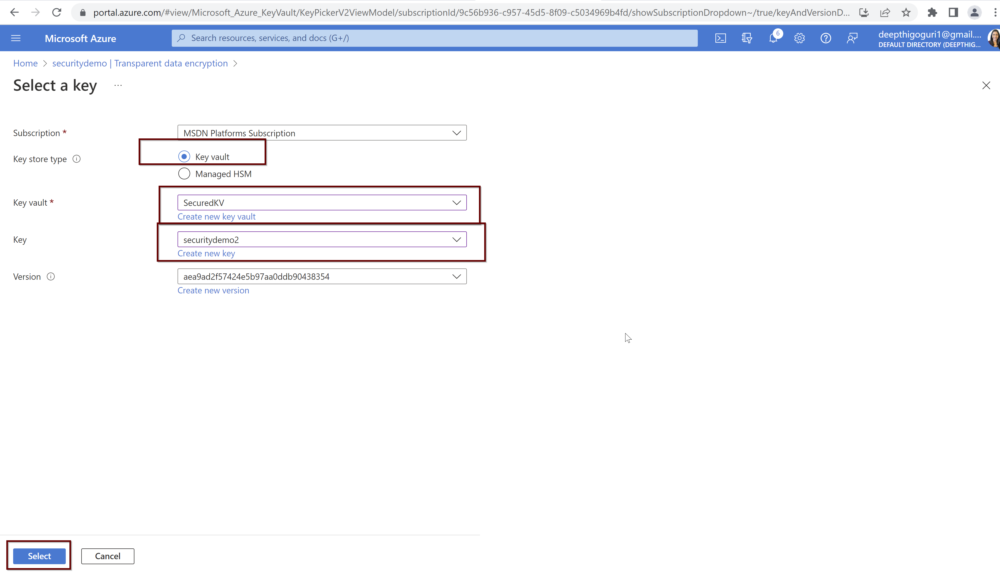 portal.azure.com/#view/Microsoft_Azure_KeyVault/KeyPickerV2ViewModel/subscriptionId/9c56b936-c957-45d5-8f09-c5034969b4fd/showSubscriptionDropdown~/true/keyAndVersionD...
Microsoft Azure
Search resources, services, and docs (G+/)
6
deepthigoguri1@gmail....
DEFAULT DIRECTORY (DEEPTHIG...
Home > securitydemo | Transparent data encryption >
Select a key ...
Subscription *
MSDN Platforms Subscription
Key store type
Key vault
Managed HSM
Key vault *
SecuredKV
Create new key vault
Key
securitydemo2
Create new key
Version
aea9ad2f57424e5b97aa0ddb90438354
Create new version
Select
Cancel